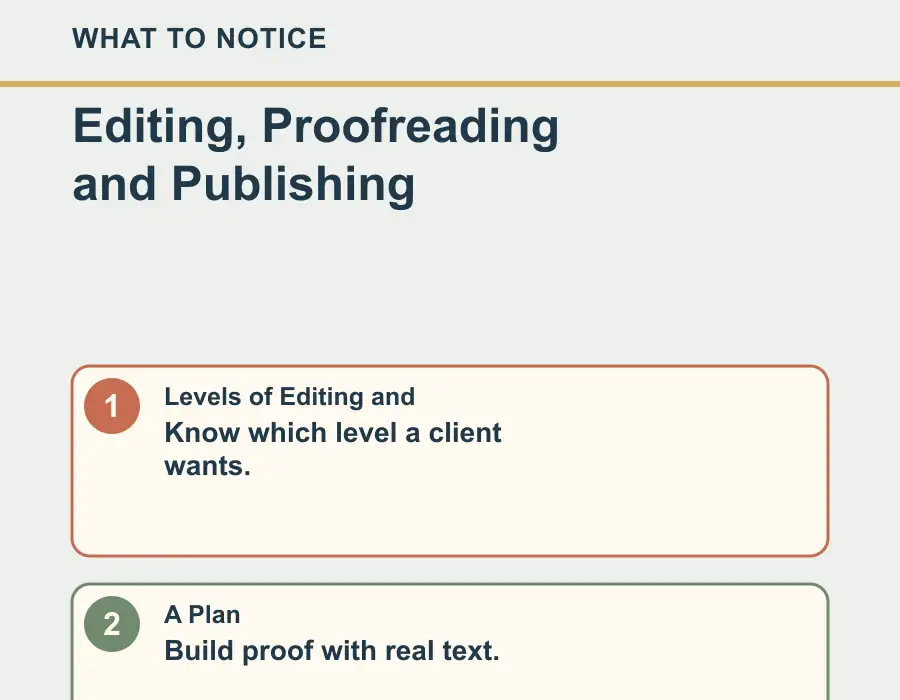 WHAT TO NOTICE
Editing, Proofreading
and Publishing
1
Levels of Editing and
Know which level a client
wants.
2
A Plan
Build proof with real text.